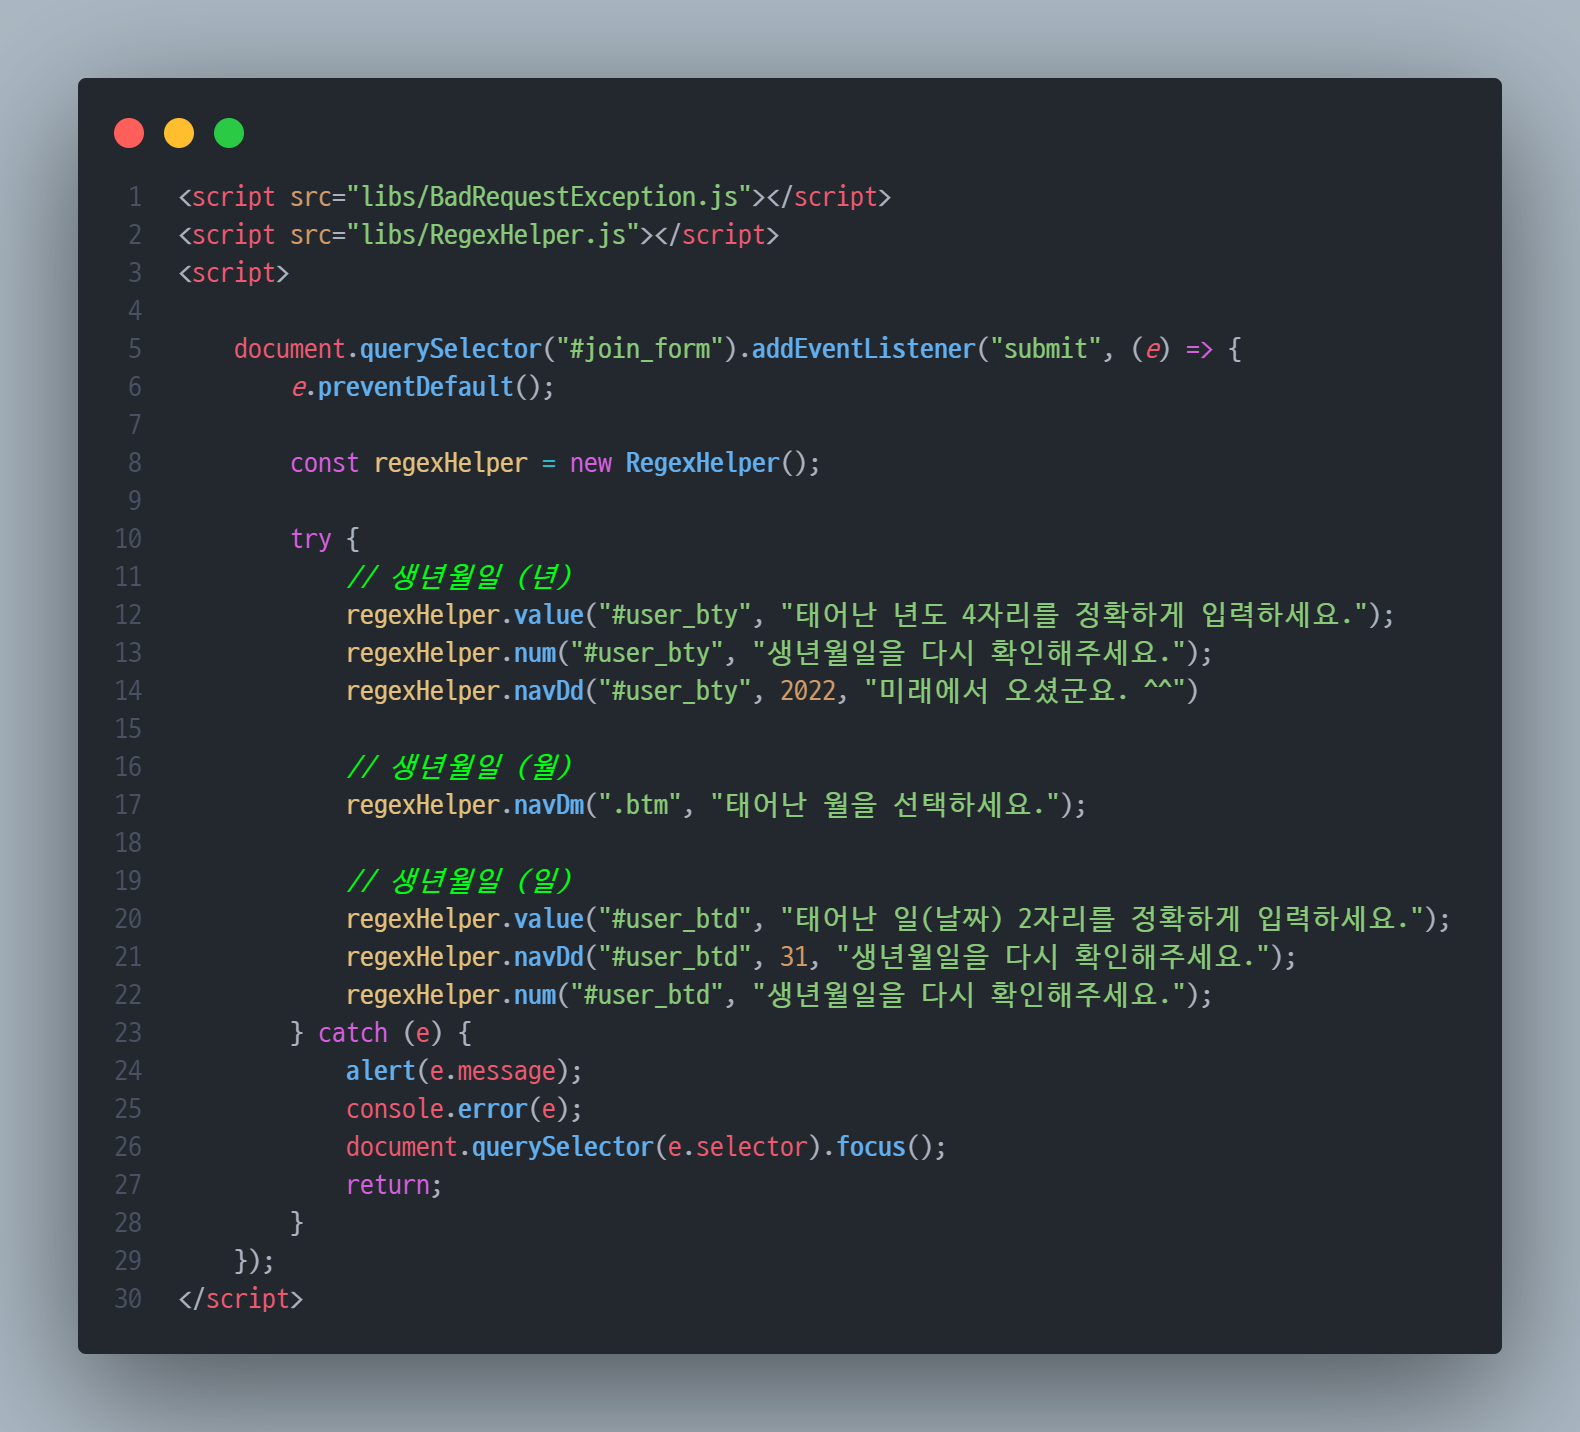 1 <script src="libs/BadRequestException.js"></script>
2 <script src="libs/RegexHelper.js"></script>
3 <script>
4
5     document.querySelector("#join_form").addEventListener("submit", (e) => {
6         e.preventDefault();
7
8         const regexHelper = new RegexHelper();
9
10         try {
11             // 생년월일 (년)
12             regexHelper.value("#user_bty", "태어난 년도 4자리를 정확하게 입력하세요.");
13             regexHelper.num("#user_bty", "생년월일을 다시 확인해주세요.");
14             regexHelper.navDd("#user_bty", 2022, "미래에서 오셨군요. ^^")
15
16             // 생년월일 (월)
17             regexHelper.navDm(".btm", "태어난 월을 선택하세요.");
18
19             // 생년월일 (일)
20             regexHelper.value("#user_btd", "태어난 일(날짜) 2자리를 정확하게 입력하세요.");
21             regexHelper.navDd("#user_btd", 31, "생년월일을 다시 확인해주세요.");
22             regexHelper.num("#user_btd", "생년월일을 다시 확인해주세요.");
23         } catch (e) {
24             alert(e.message);
25             console.error(e);
26             document.querySelector(e.selector).focus();
27             return;
28         }
29     });
30 </script>